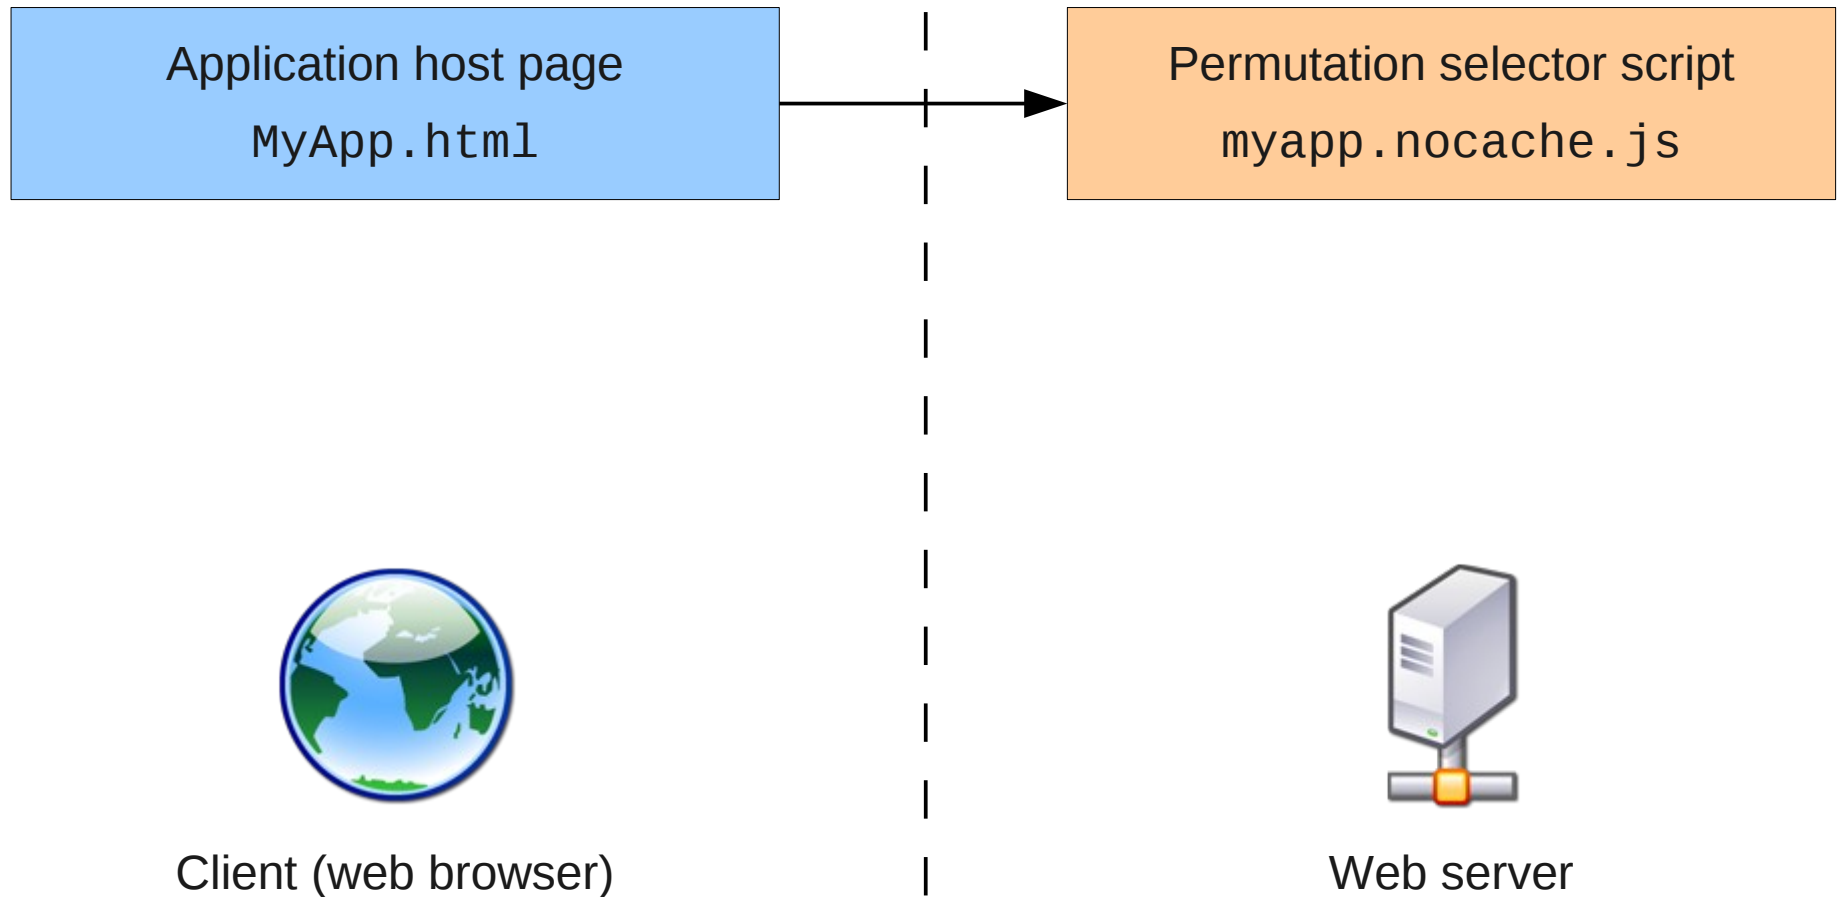 Application host page
MyApp.html
Permutation selector script
myapp.nocache.js
Client (web browser)
Web server